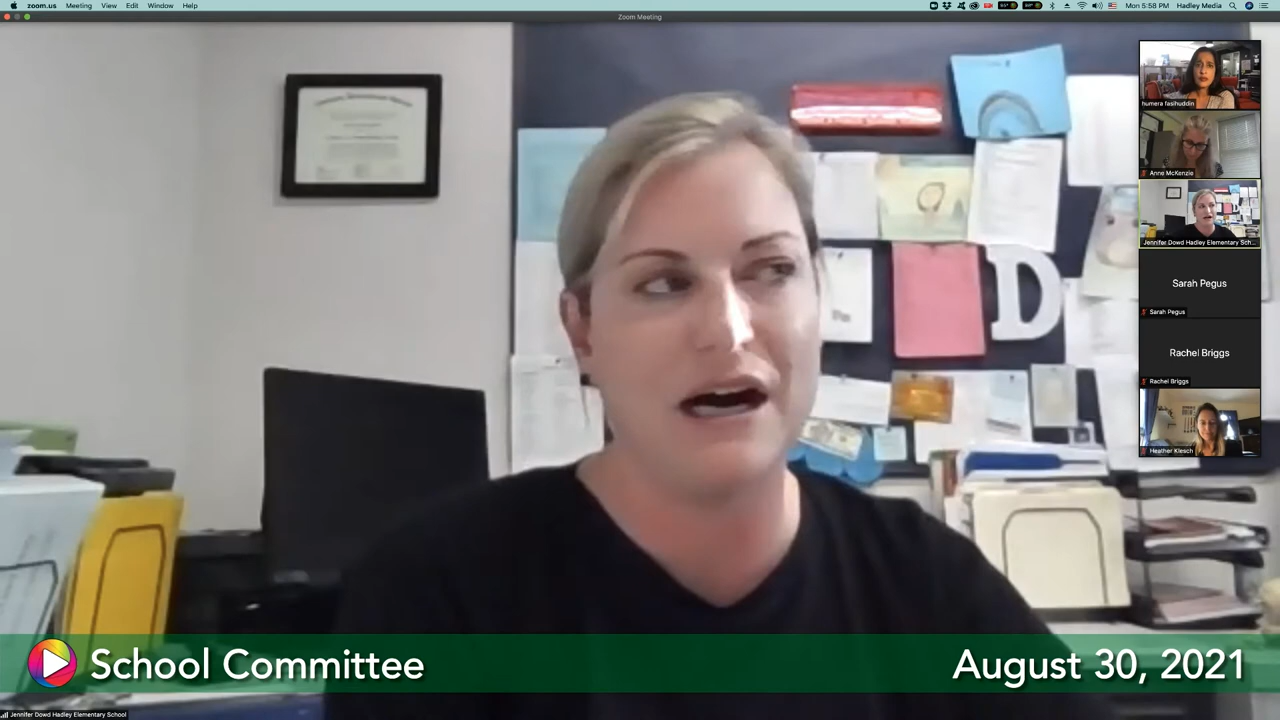 zoom.us Meeting View Edit Window Help
Mon 5:58 PM Hadley Media
Zoom Meeting
humera fasihuddin
Anne McKenzie
Jennifer Dowd Hadley Elementary Sch...
Sarah Pegus
Sarah Pegus
Rachel Briggs
Rachel Briggs
Heather Klesch
D
School Committee
August 30, 2021
Jennifer Dowd Hadley Elementary School